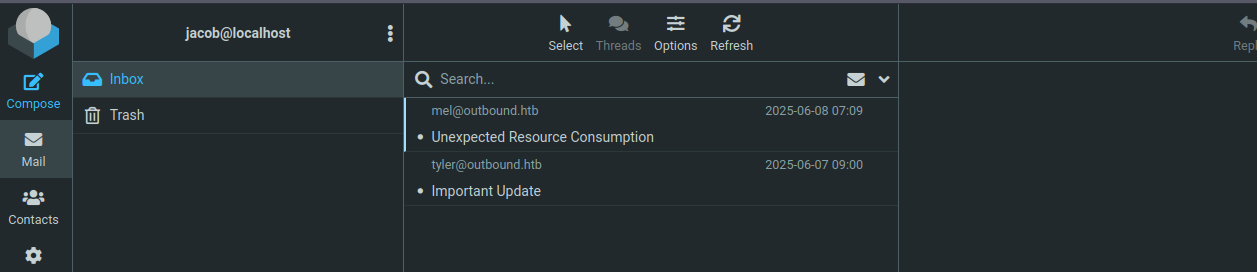 jacob@localhost
Compose
Mail
Contacts
Inbox
Trash
Select Threads Options Refresh
Search...
mel@outbound.htb 2025-06-08 07:09
Unexpected Resource Consumption
tyler@outbound.htb 2025-06-07 09:00
Important Update
Repl